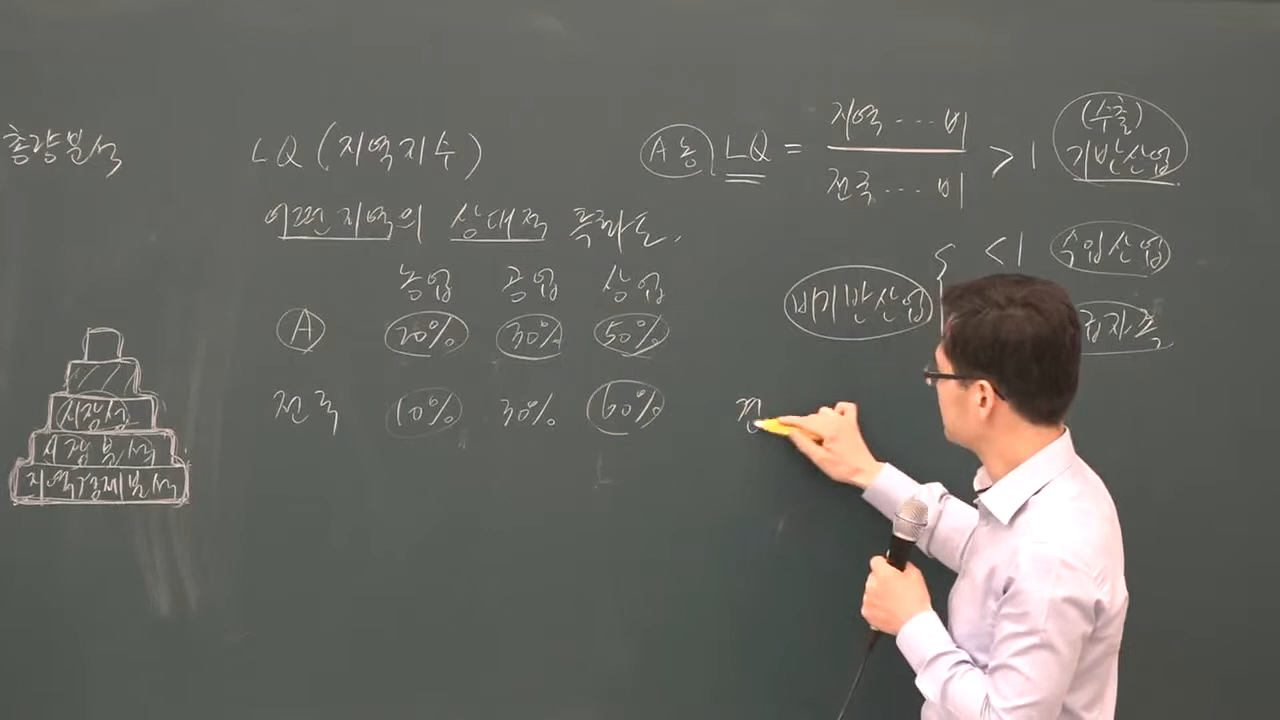 총량분석
시장성
시장분석
지역경제분석
LQ (지역지수)
어떤 지역의 상대적 특화도,
농업 공업 상업
A 20% 30% 50%
전국 10% 30% 60%
A 농 LQ = 지역 ··· 비
전국 ··· 비
> 1 (수출)
기반산업
비기반산업
< 1 수입산업
자족
전